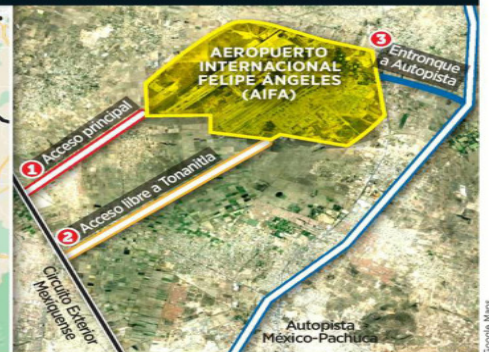 AEROPUERTO
INTERNACIONAL
FELIPE ÁNGELES
(AIFA)
3
Entronque
a Autopista
1
Acceso principal
2
Acceso libre a Tonanitla
Circuito Exterior
Mexiquense
Autopista
México-Pachuca
Google Maps